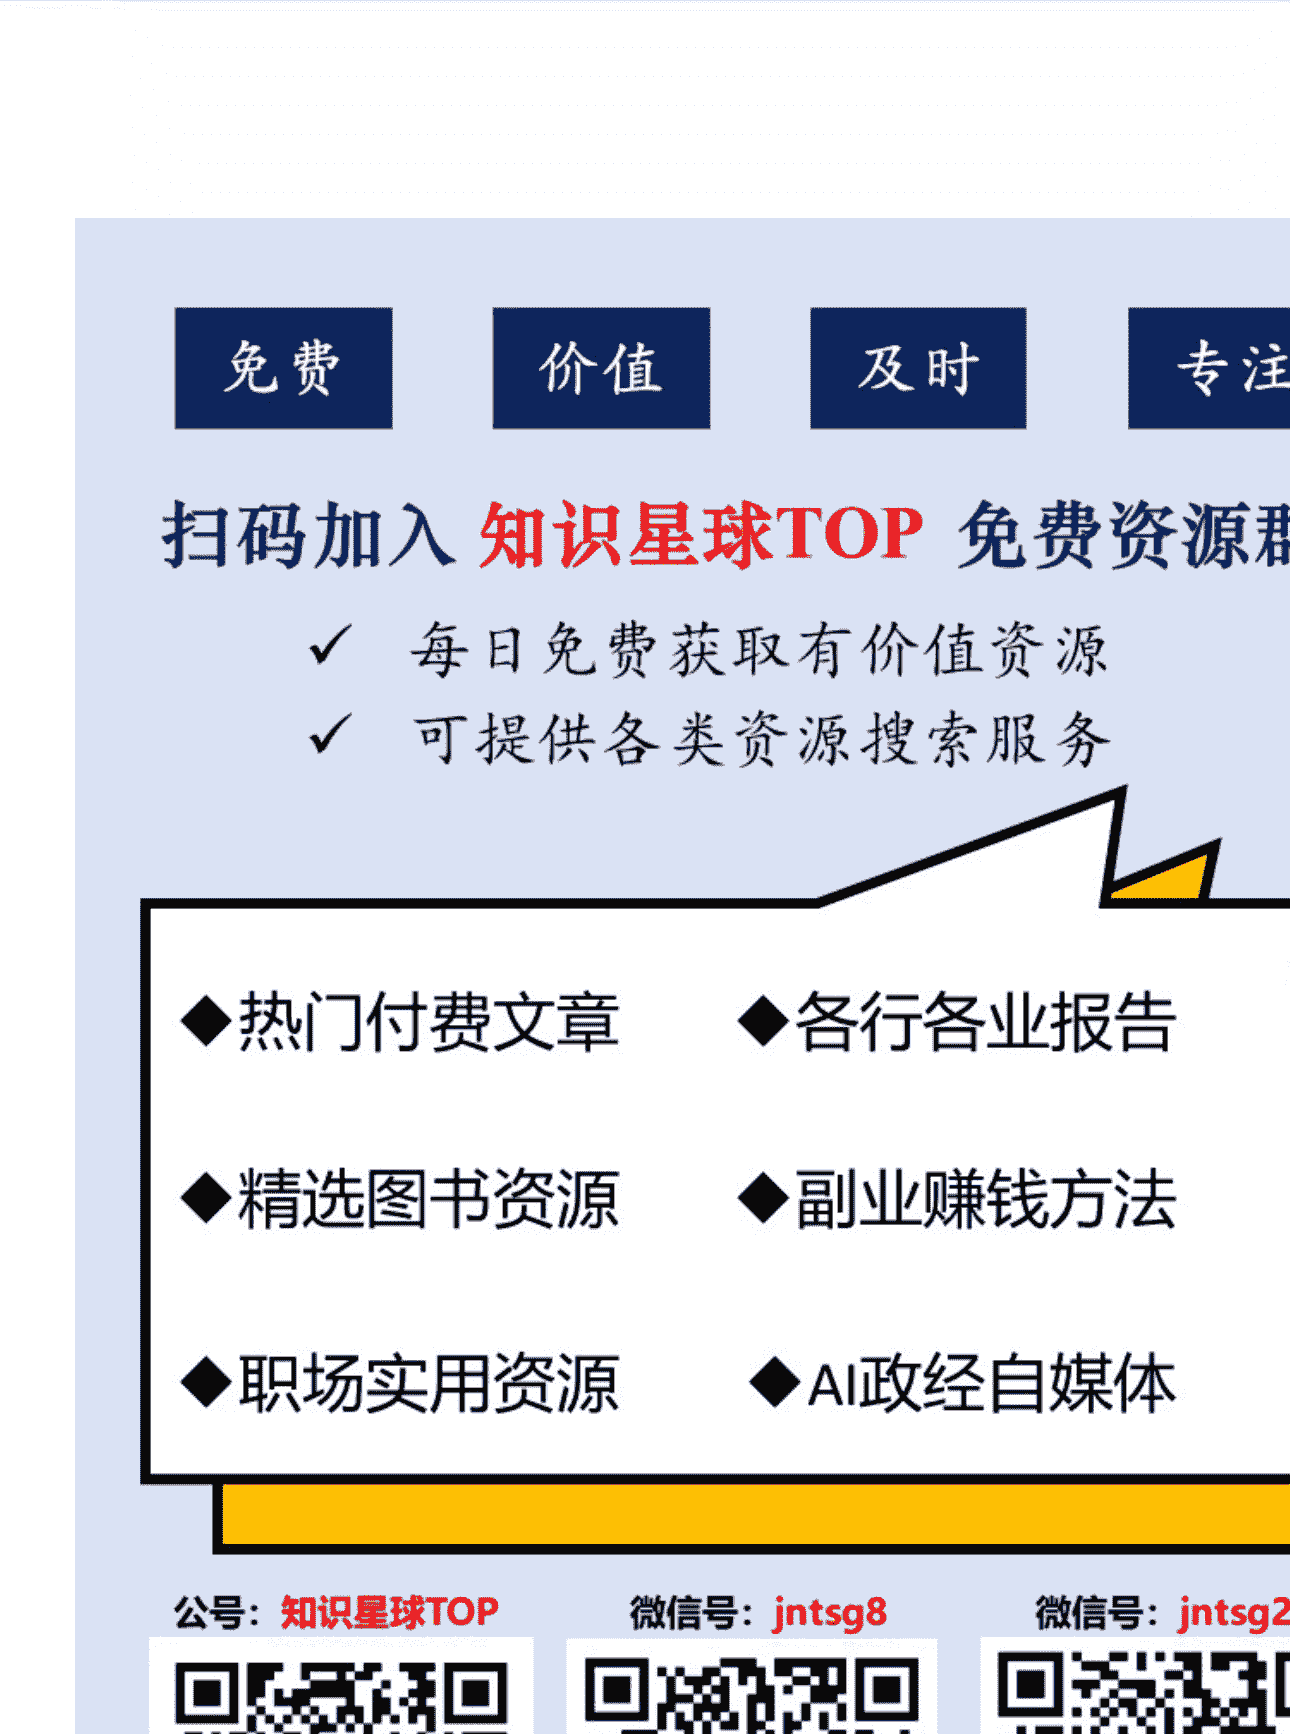 免费 价值 及时 专注
扫码加入 知识星球TOP 免费资源群
✓ 每日免费获取有价值资源
✓ 可提供各类资源搜索服务
◆热门付费文章 ◆各行各业报告
◆精选图书资源 ◆副业赚钱方法
◆职场实用资源 ◆AI政经自媒体
公号：知识星球TOP 微信号：jntsg8 微信号：jntsg2